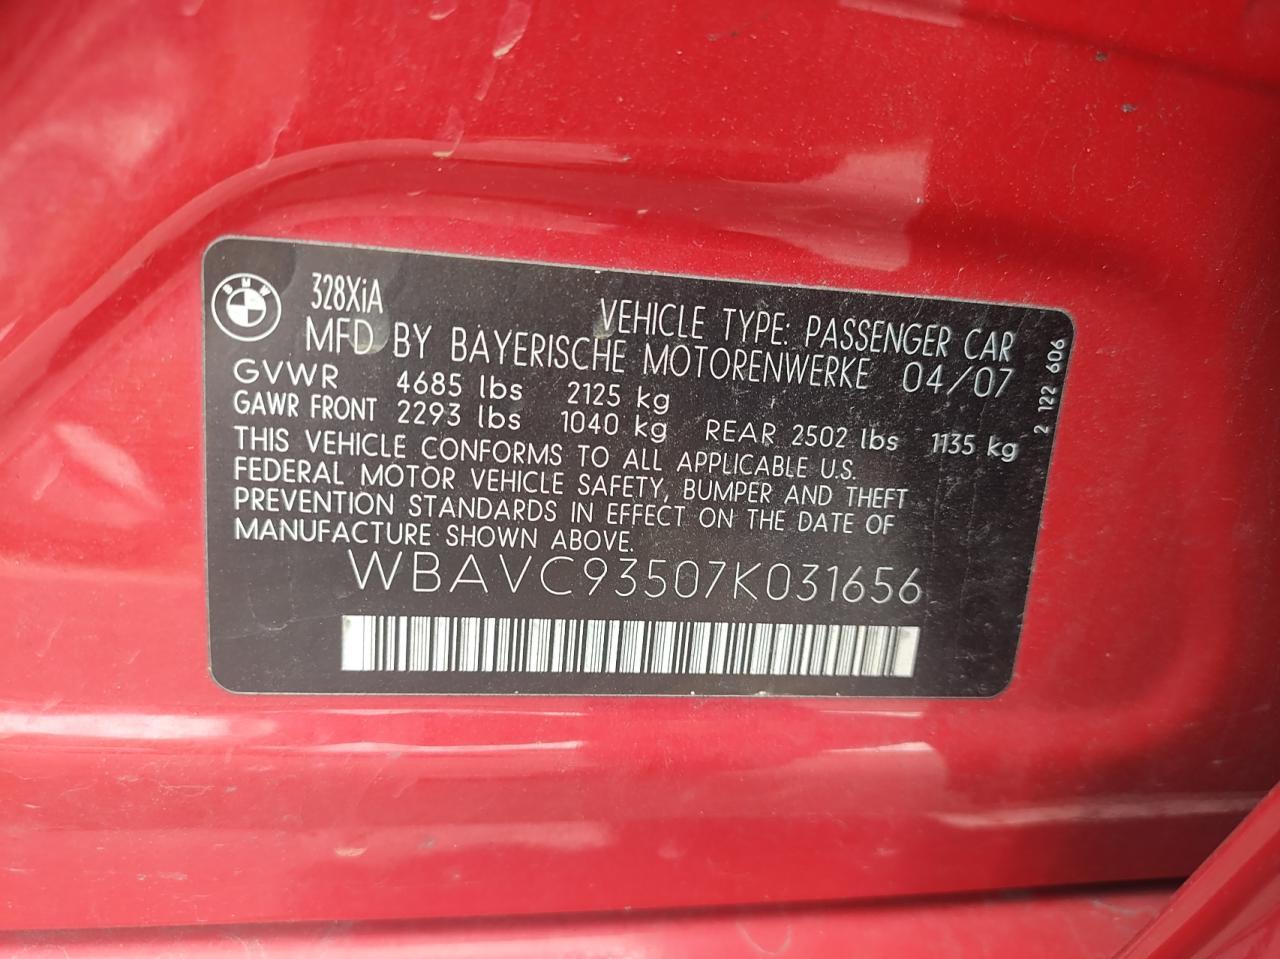 BMW
328XiA
VEHICLE TYPE: PASSENGER CAR
MFD BY BAYERISCHE MOTORENWERKE 04/07
GVWR 4685 lbs 2125 kg
GAWR FRONT 2293 lbs 1040 kg REAR 2502 lbs 1135 kg
THIS VEHICLE CONFORMS TO ALL APPLICABLE U.S.
FEDERAL MOTOR VEHICLE SAFETY, BUMPER AND THEFT
PREVENTION STANDARDS IN EFFECT ON THE DATE OF
MANUFACTURE SHOWN ABOVE.
WBAVC93507K031656
2 122 606